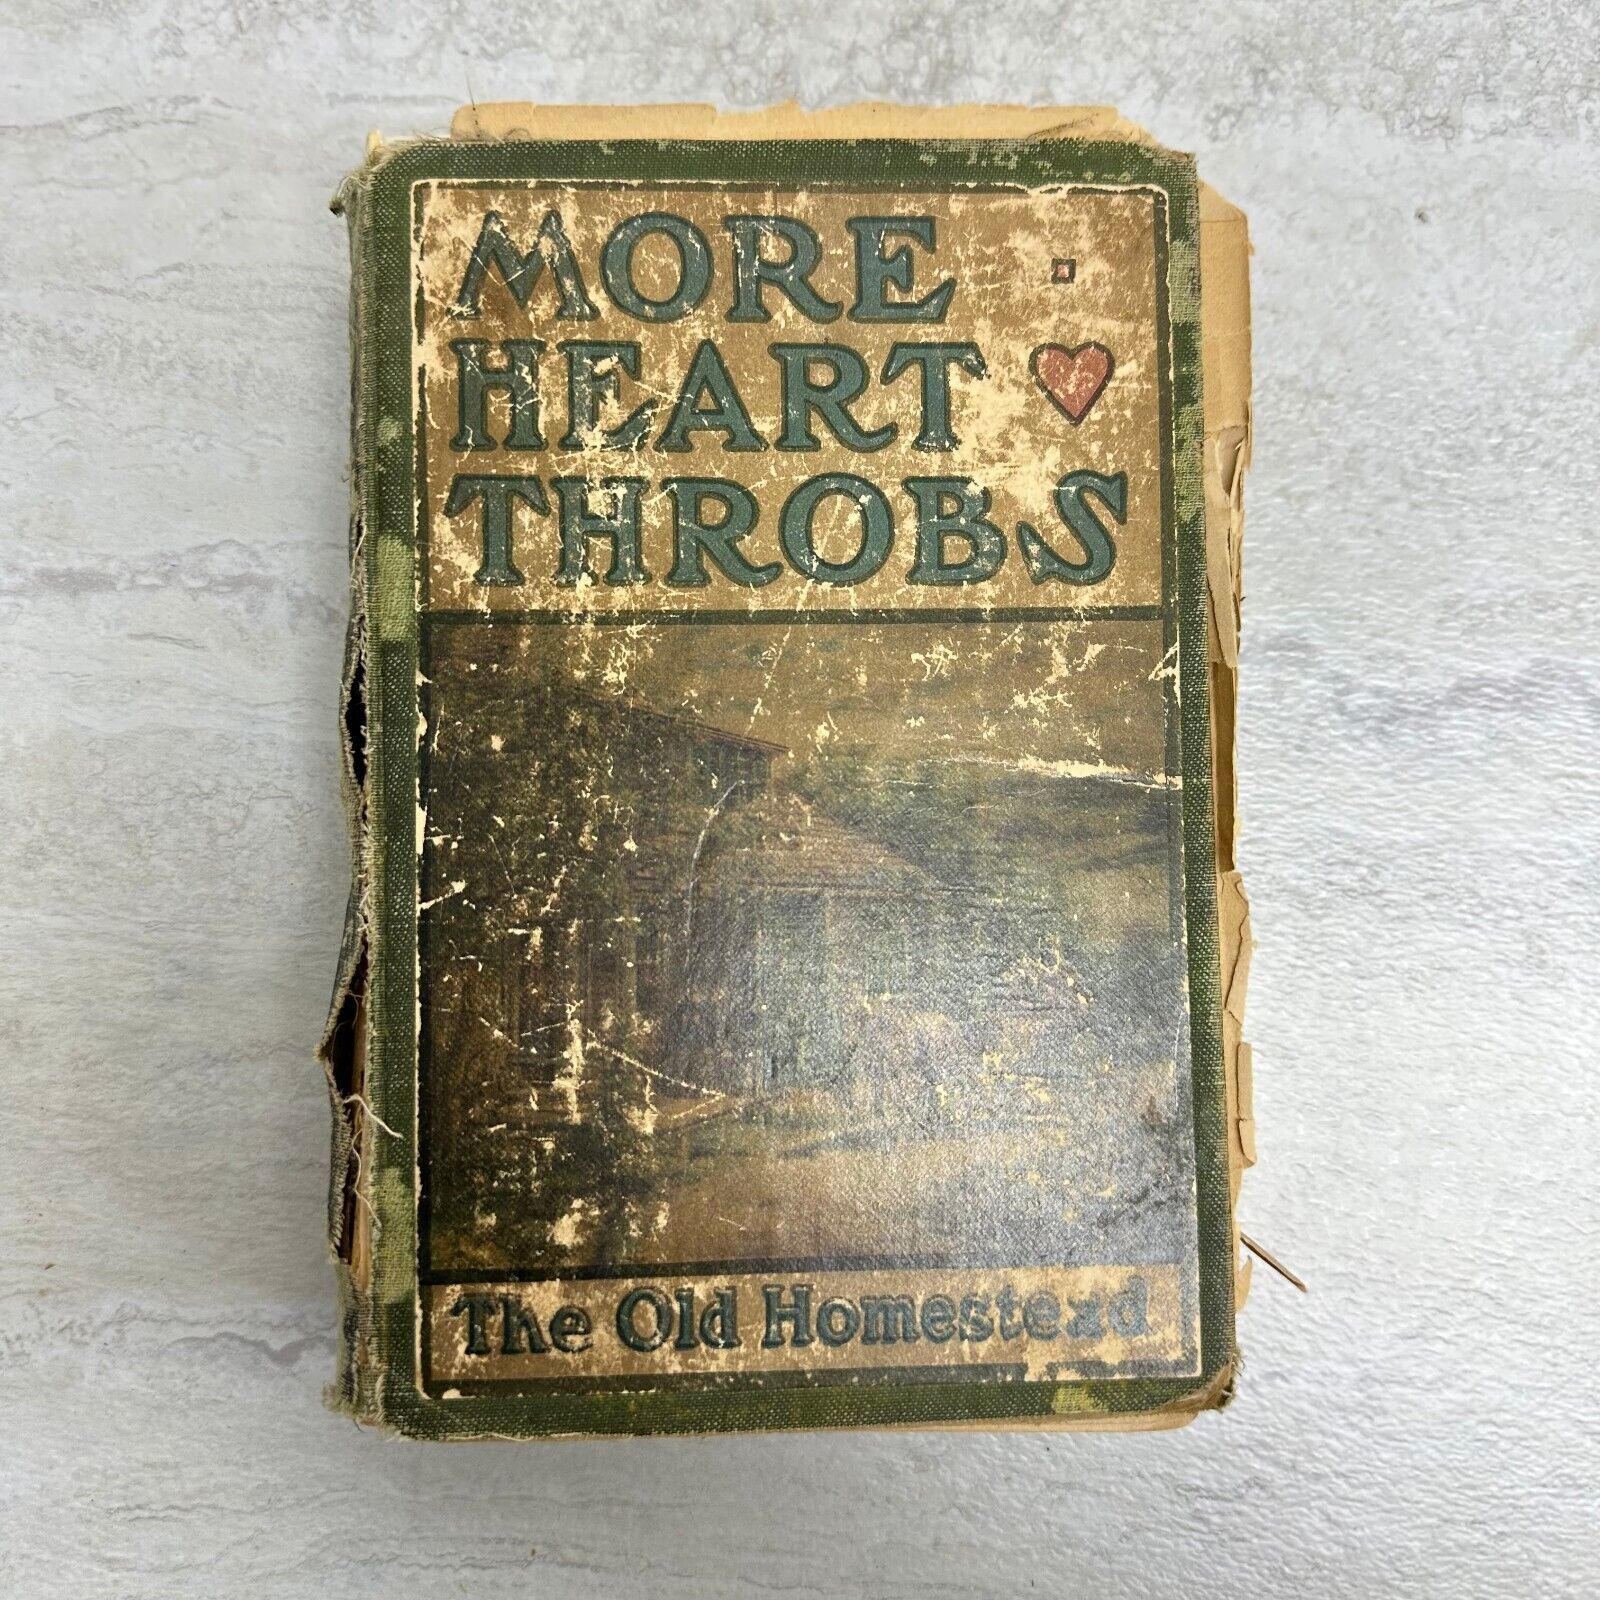 MORE
HEART
THROBS
The Old Homestead